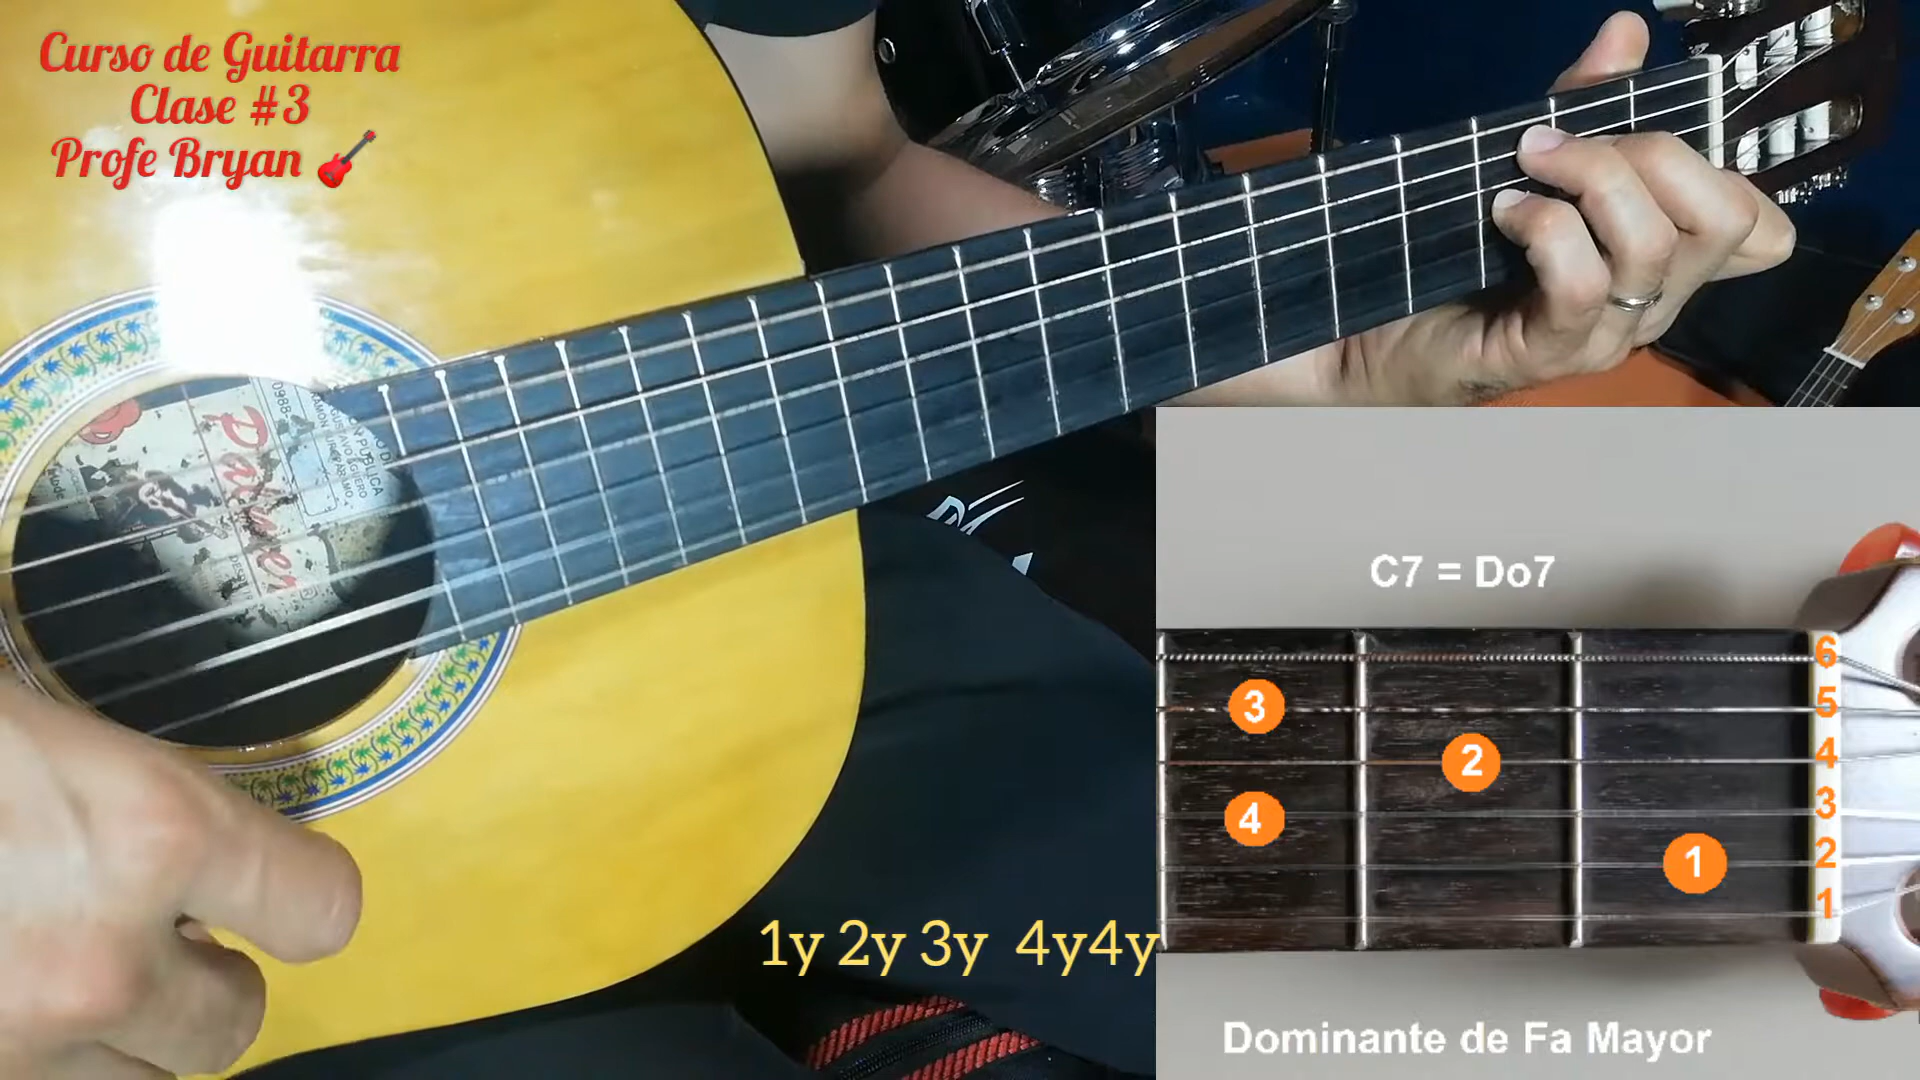 Curso de Guitarra
Clase #3
Profe Bryan
Palmer
C7 = Do7
6
3
5
2
4
4
3
1
2
1
1y 2y 3y 4y4y
Dominante de Fa Mayor